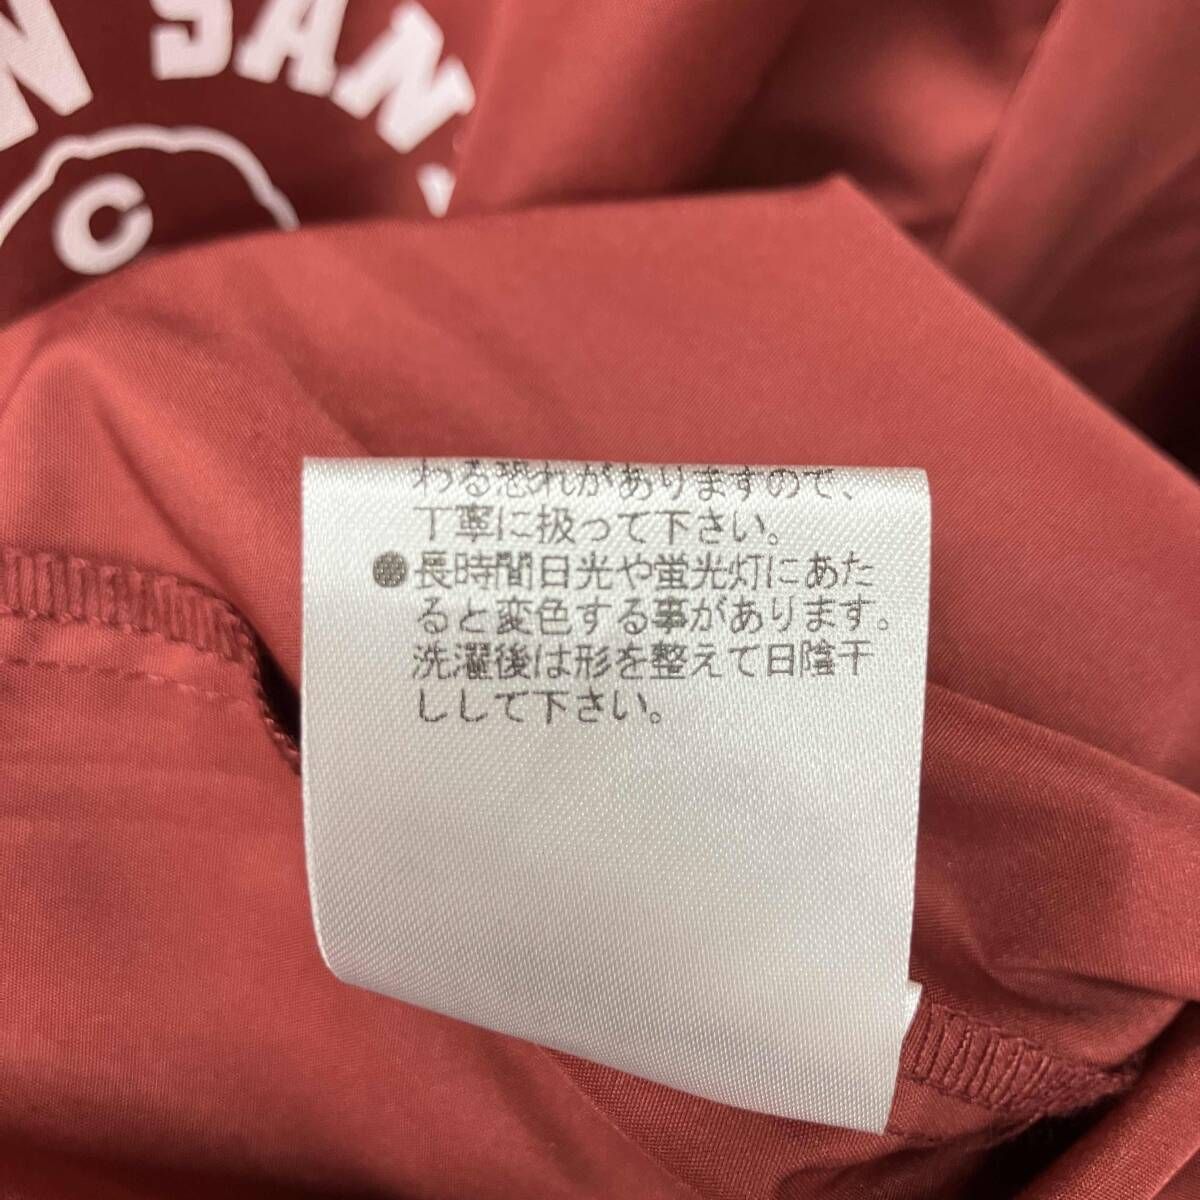 N SAN
C
わる恐れがありますので、
丁寧に扱って下さい。
●長時間日光や蛍光灯にあた
ると変色する事があります。
洗濯後は形を整えて日陰干
ししして下さい。